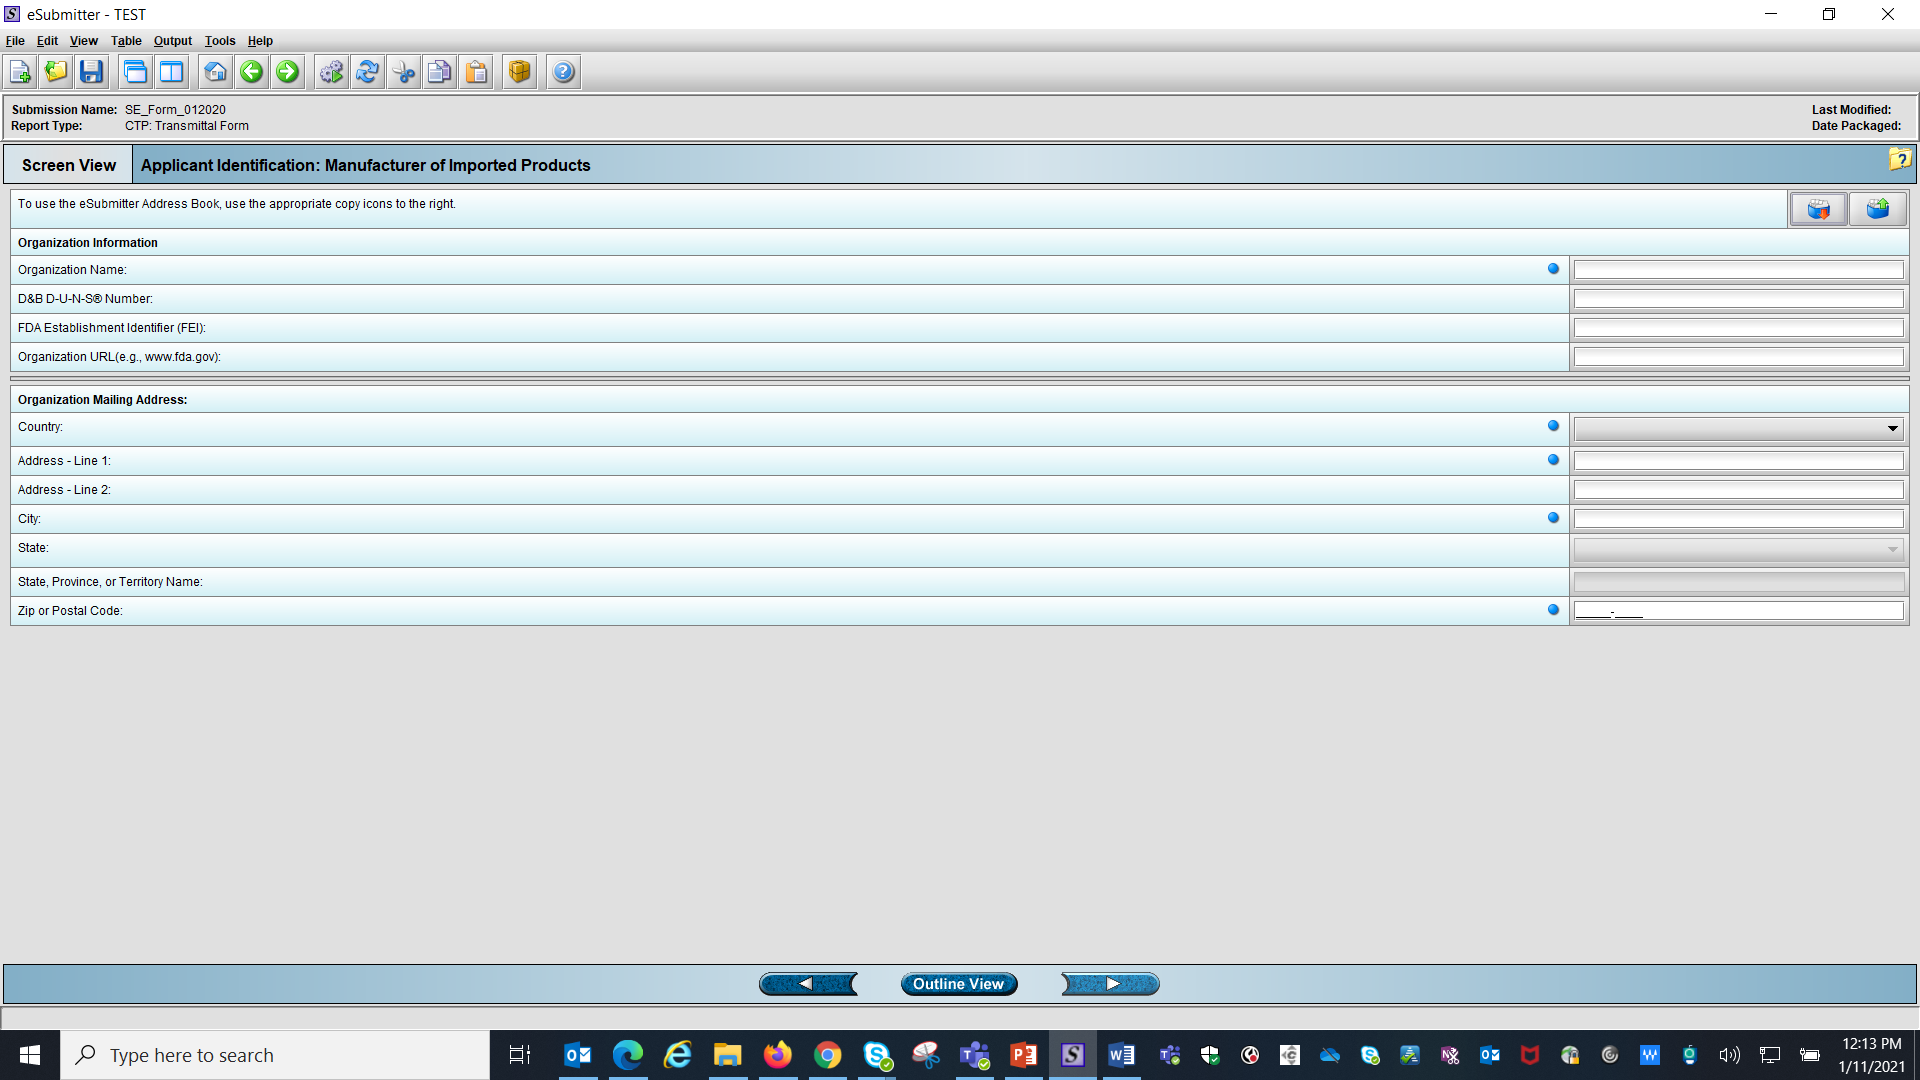 eSubmitter - TEST
File Edit View Table Output Tools Help
Submission Name: SE_Form_012020
Last Modified:
Report Type: CTP: Transmittal Form
Date Packaged:
Screen View
Applicant Identification: Manufacturer of Imported Products
To use the eSubmitter Address Book, use the appropriate copy icons to the right.
Organization Information
Organization Name:
D&B D-U-N-S® Number:
FDA Establishment Identifier (FEI):
Organization URL(e.g., www.fda.gov):
Organization Mailing Address:
Country:
Address - Line 1:
Address - Line 2:
City:
State:
State, Province, or Territory Name:
Zip or Postal Code:
_____-____
Outline View
Type here to search
12:13 PM
1/11/2021